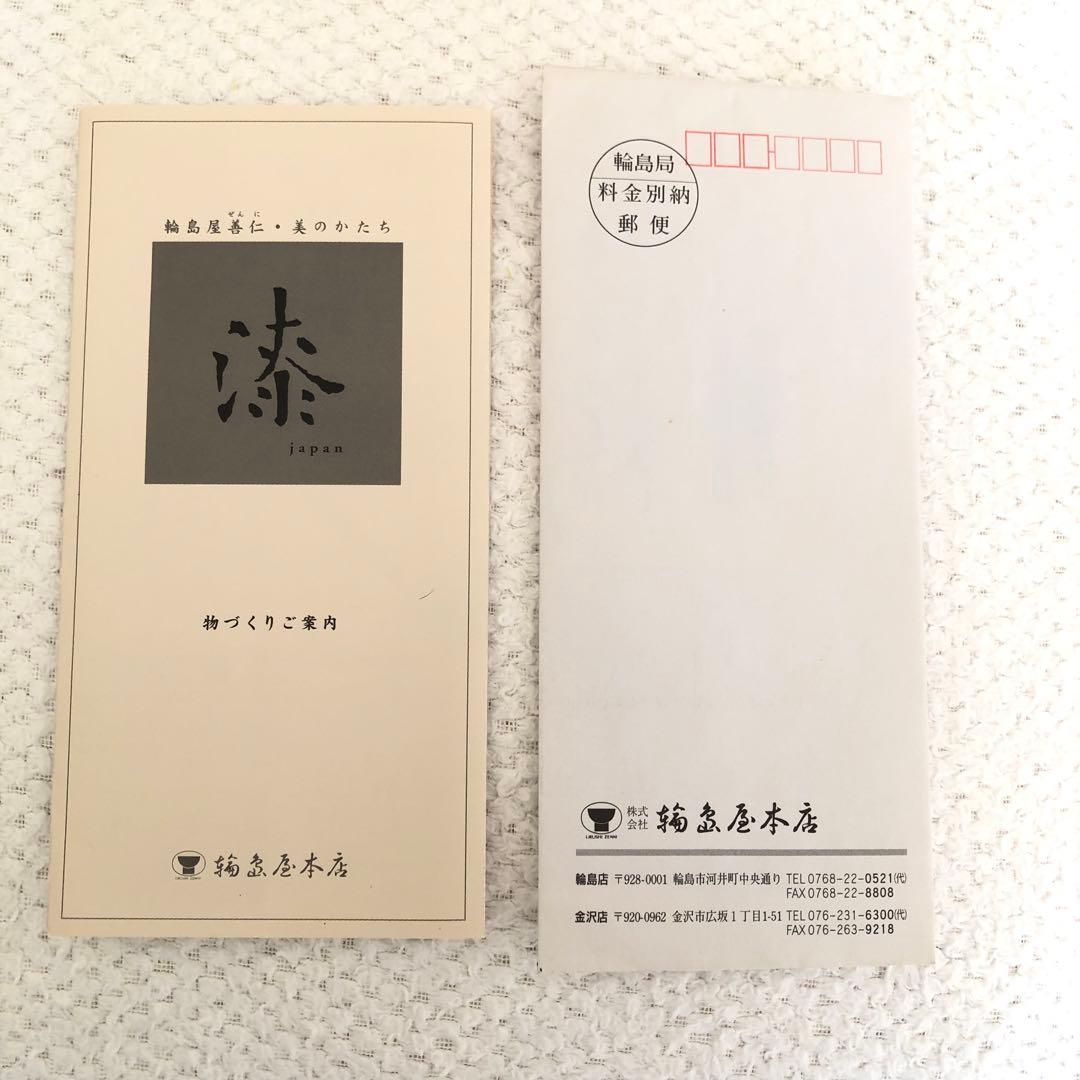 輪島屋善仁・美のかたち
ぜんに
漆
japan
物づくりご案内
URUSHI ZENNI
輪島屋本店
輪島局
料金別納
郵便
URUSHI ZENNI
株式会社 輪島屋本店
輪島店 〒928-0001 輪島市河井町中央通り TEL 0768-22-0521㈹
FAX 0768-22-8808
金沢店 〒920-0962 金沢市広坂1丁目1-51 TEL 076-231-6300㈹
FAX 076-263-9218